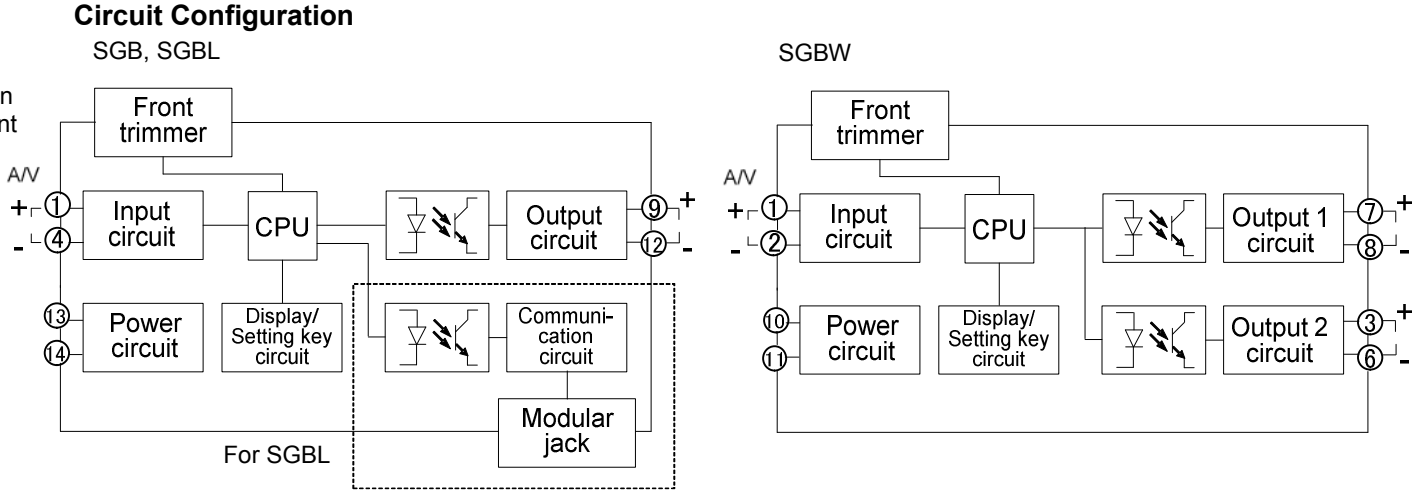 Circuit Configuration
SGB, SGBL
n
nt
Front
trimmer
A/V
+ ① Input
circuit
- ④
CPU
Output
circuit
⑨ +
⑫ -
⑬ Power
circuit
⑭
Display/
Setting key
circuit
Communi-
cation
circuit
Modular
jack
For SGBL
SGBW
Front
trimmer
A/V
+ ① Input
circuit
- ②
CPU
Output 1
circuit
⑦ +
⑧ -
⑩ Power
circuit
⑪
Display/
Setting key
circuit
Output 2
circuit
③ +
⑥ -